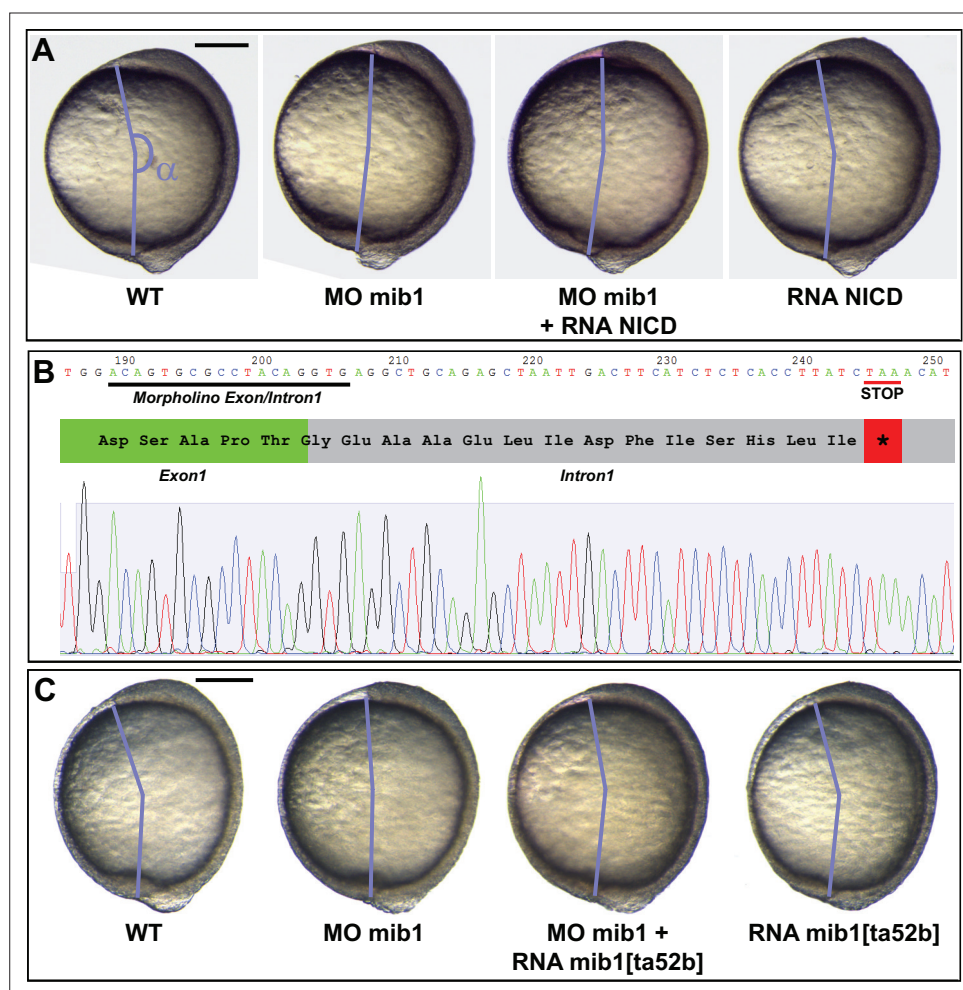 A
α
WT
MO mib1
MO mib1
+ RNA NICD
RNA NICD
B
190 200 210 220 230 240 250
T G G A C A G T G C G C C T A C A G G T G A G G C T G C A G A G C T A A T T G A C T T C A T C T C T C A C C T T A T C T A A A C A T
Morpholino Exon/Intron1
STOP
Asp Ser Ala Pro Thr Gly Glu Ala Ala Glu Leu Ile Asp Phe Ile Ser His Leu Ile *
Exon1
Intron1
C
WT
MO mib1
MO mib1 +
RNA mib1[ta52b]
RNA mib1[ta52b]